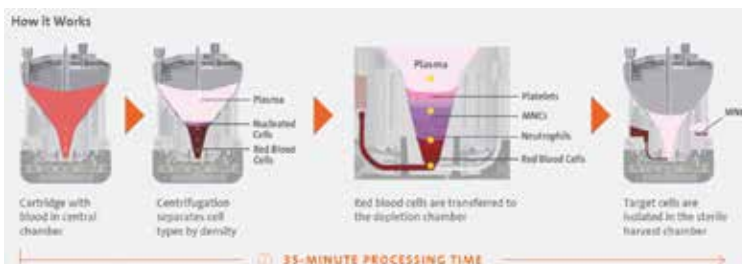 How it Works
Plasma
Nucleated
Cells
Red Blood
Cells
Plasma
Platelets
MNCs
Neutrophils
Red Blood Cells
Cartridge with
blood in central
chamber
Centrifugation
separates cell
types by density
Red blood cells are transferred to
the depletion chamber
Target cells are
isolated in the sterile
harvest chamber
35-MINUTE PROCESSING TIME